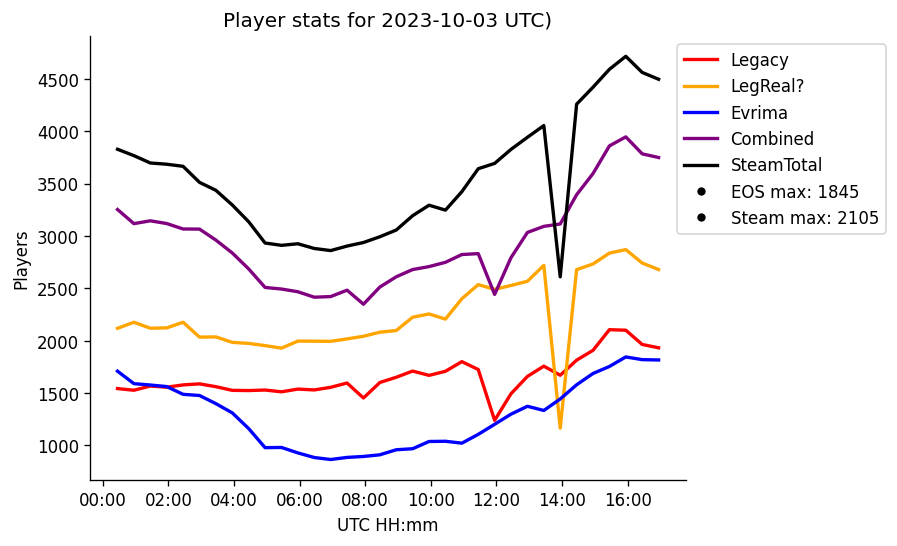 Player stats for 2023-10-03 UTC)
Players
4500
4000
3500
3000
2500
2000
1500
1000
00:00 02:00 04:00 06:00 08:00 10:00 12:00 14:00 16:00
UTC HH:mm
Legacy
LegReal?
Evrima
Combined
SteamTotal
EOS max: 1845
Steam max: 2105